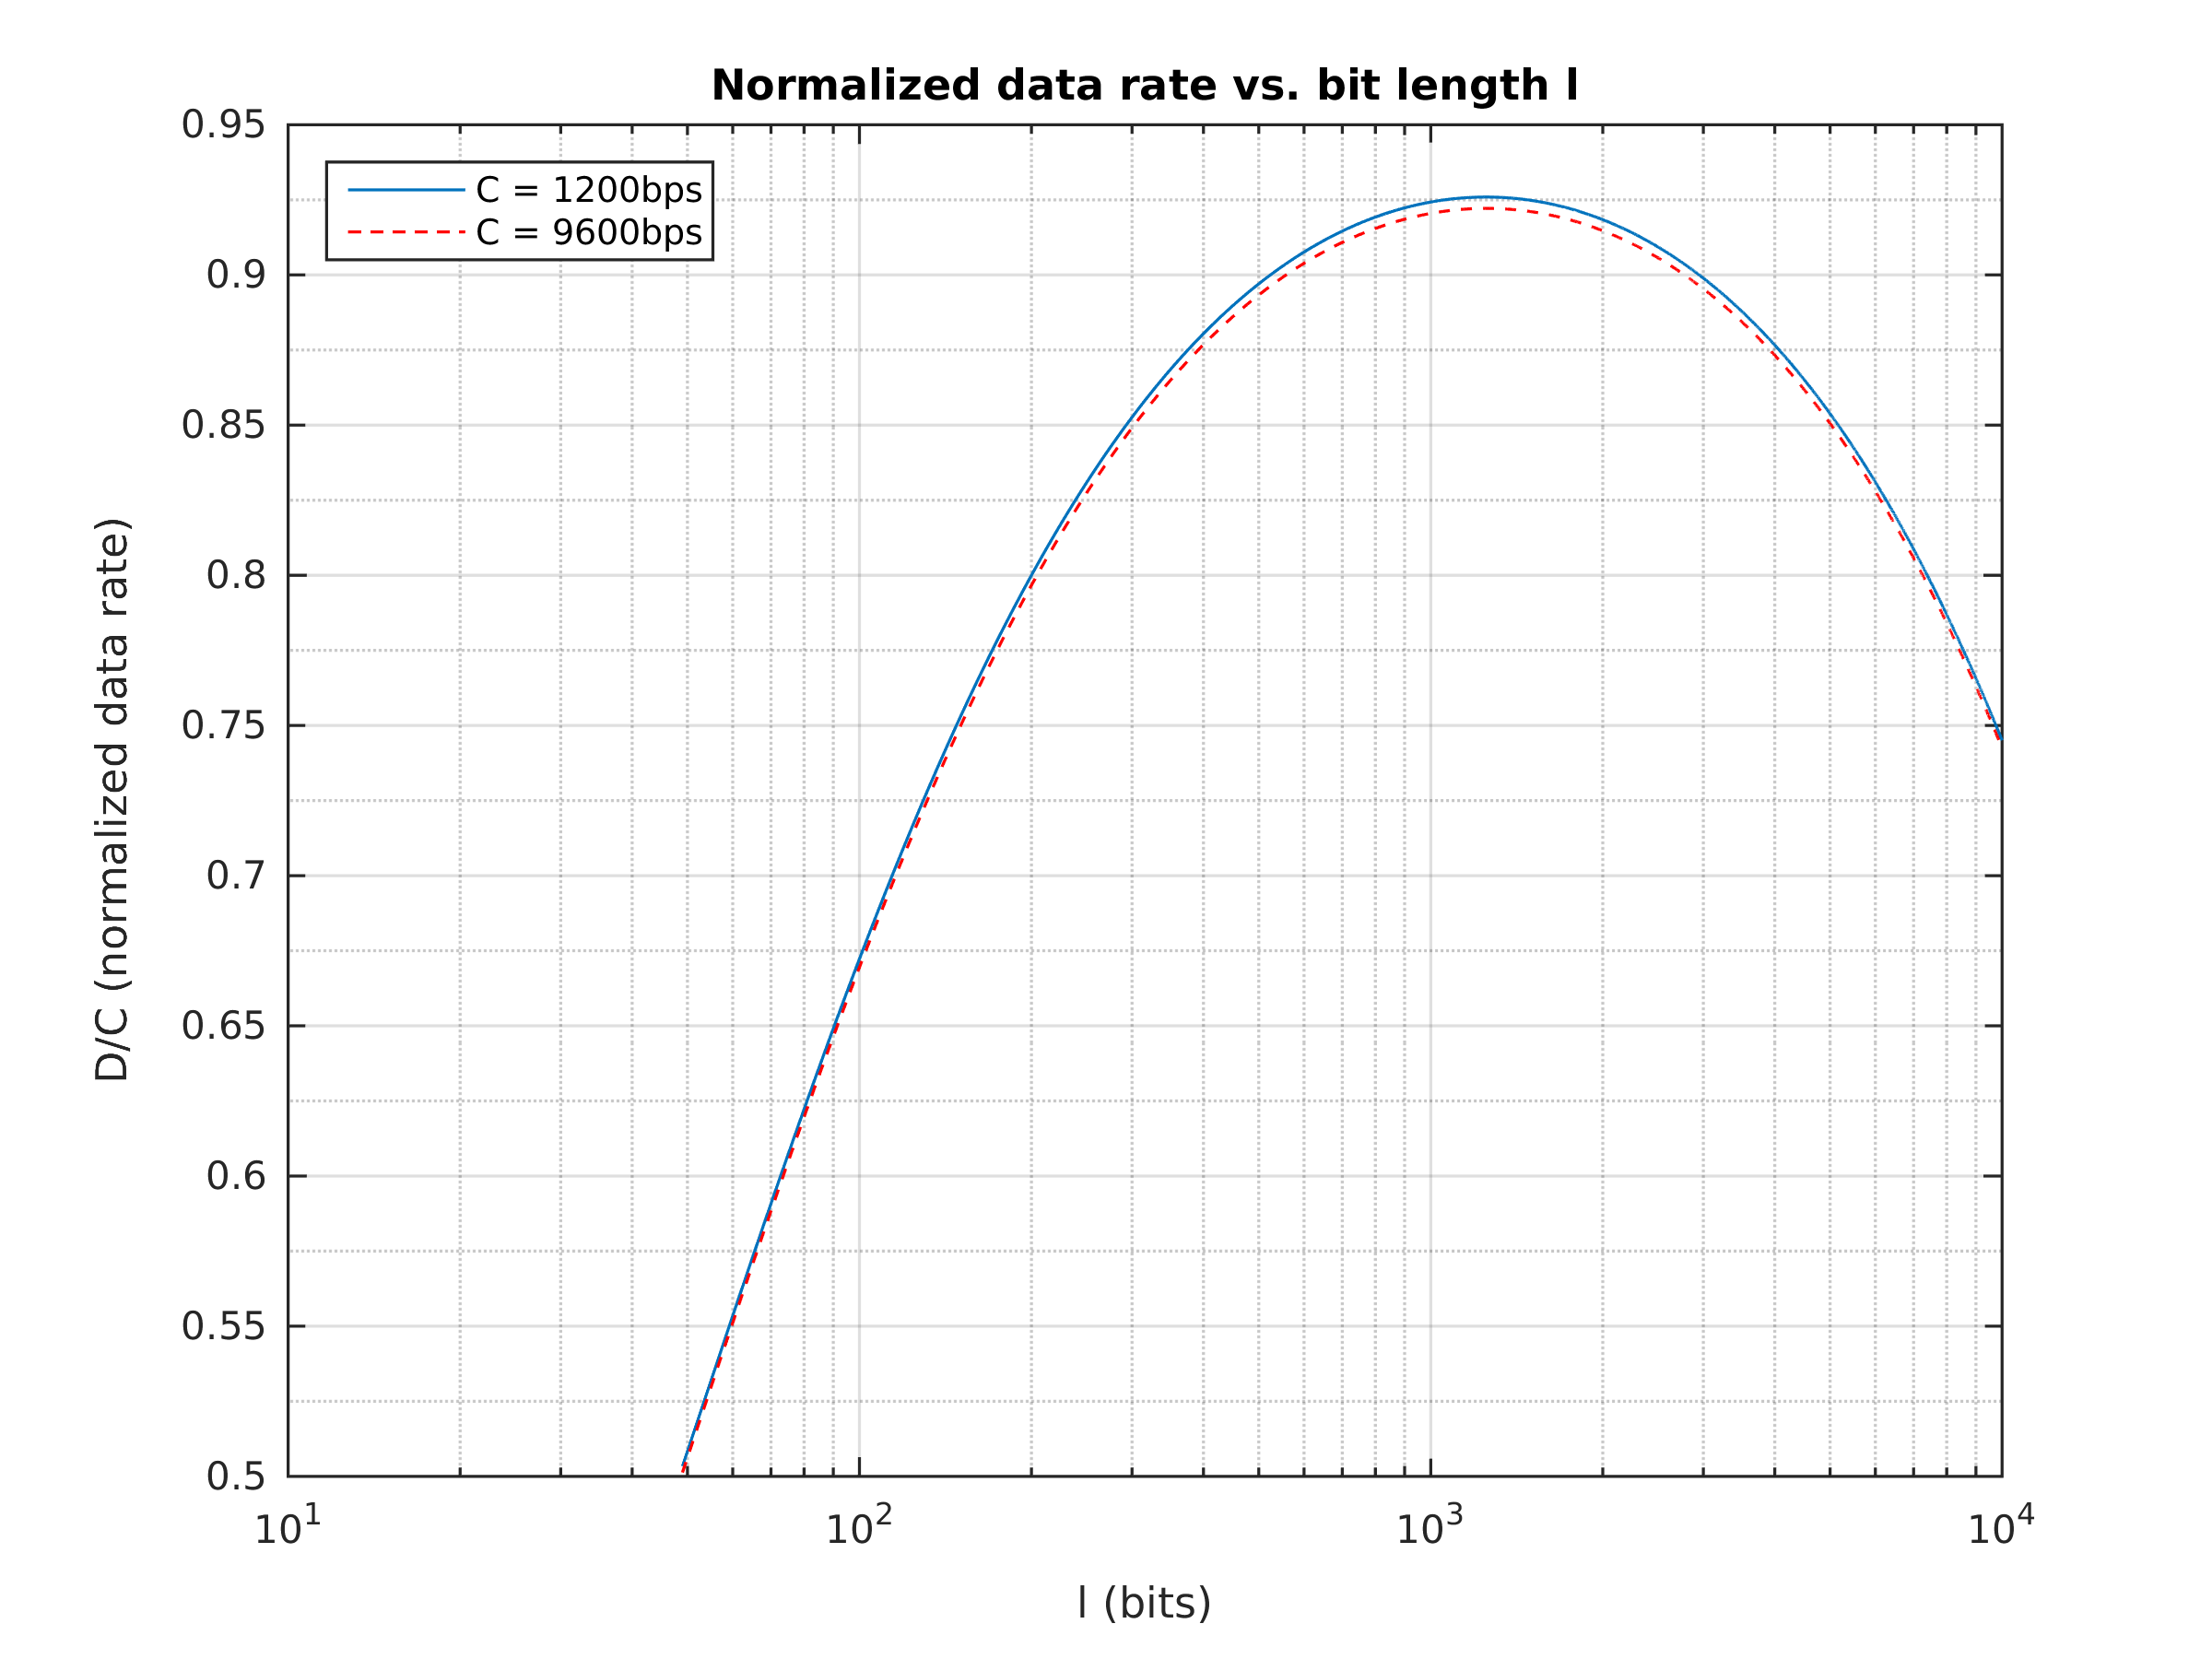 Normalized data rate vs. bit length l
C = 1200bps
C = 9600bps
0.95
0.9
0.85
0.8
0.75
0.7
0.65
0.6
0.55
0.5
D/C (normalized data rate)
10^1 10^2 10^3 10^4
l (bits)